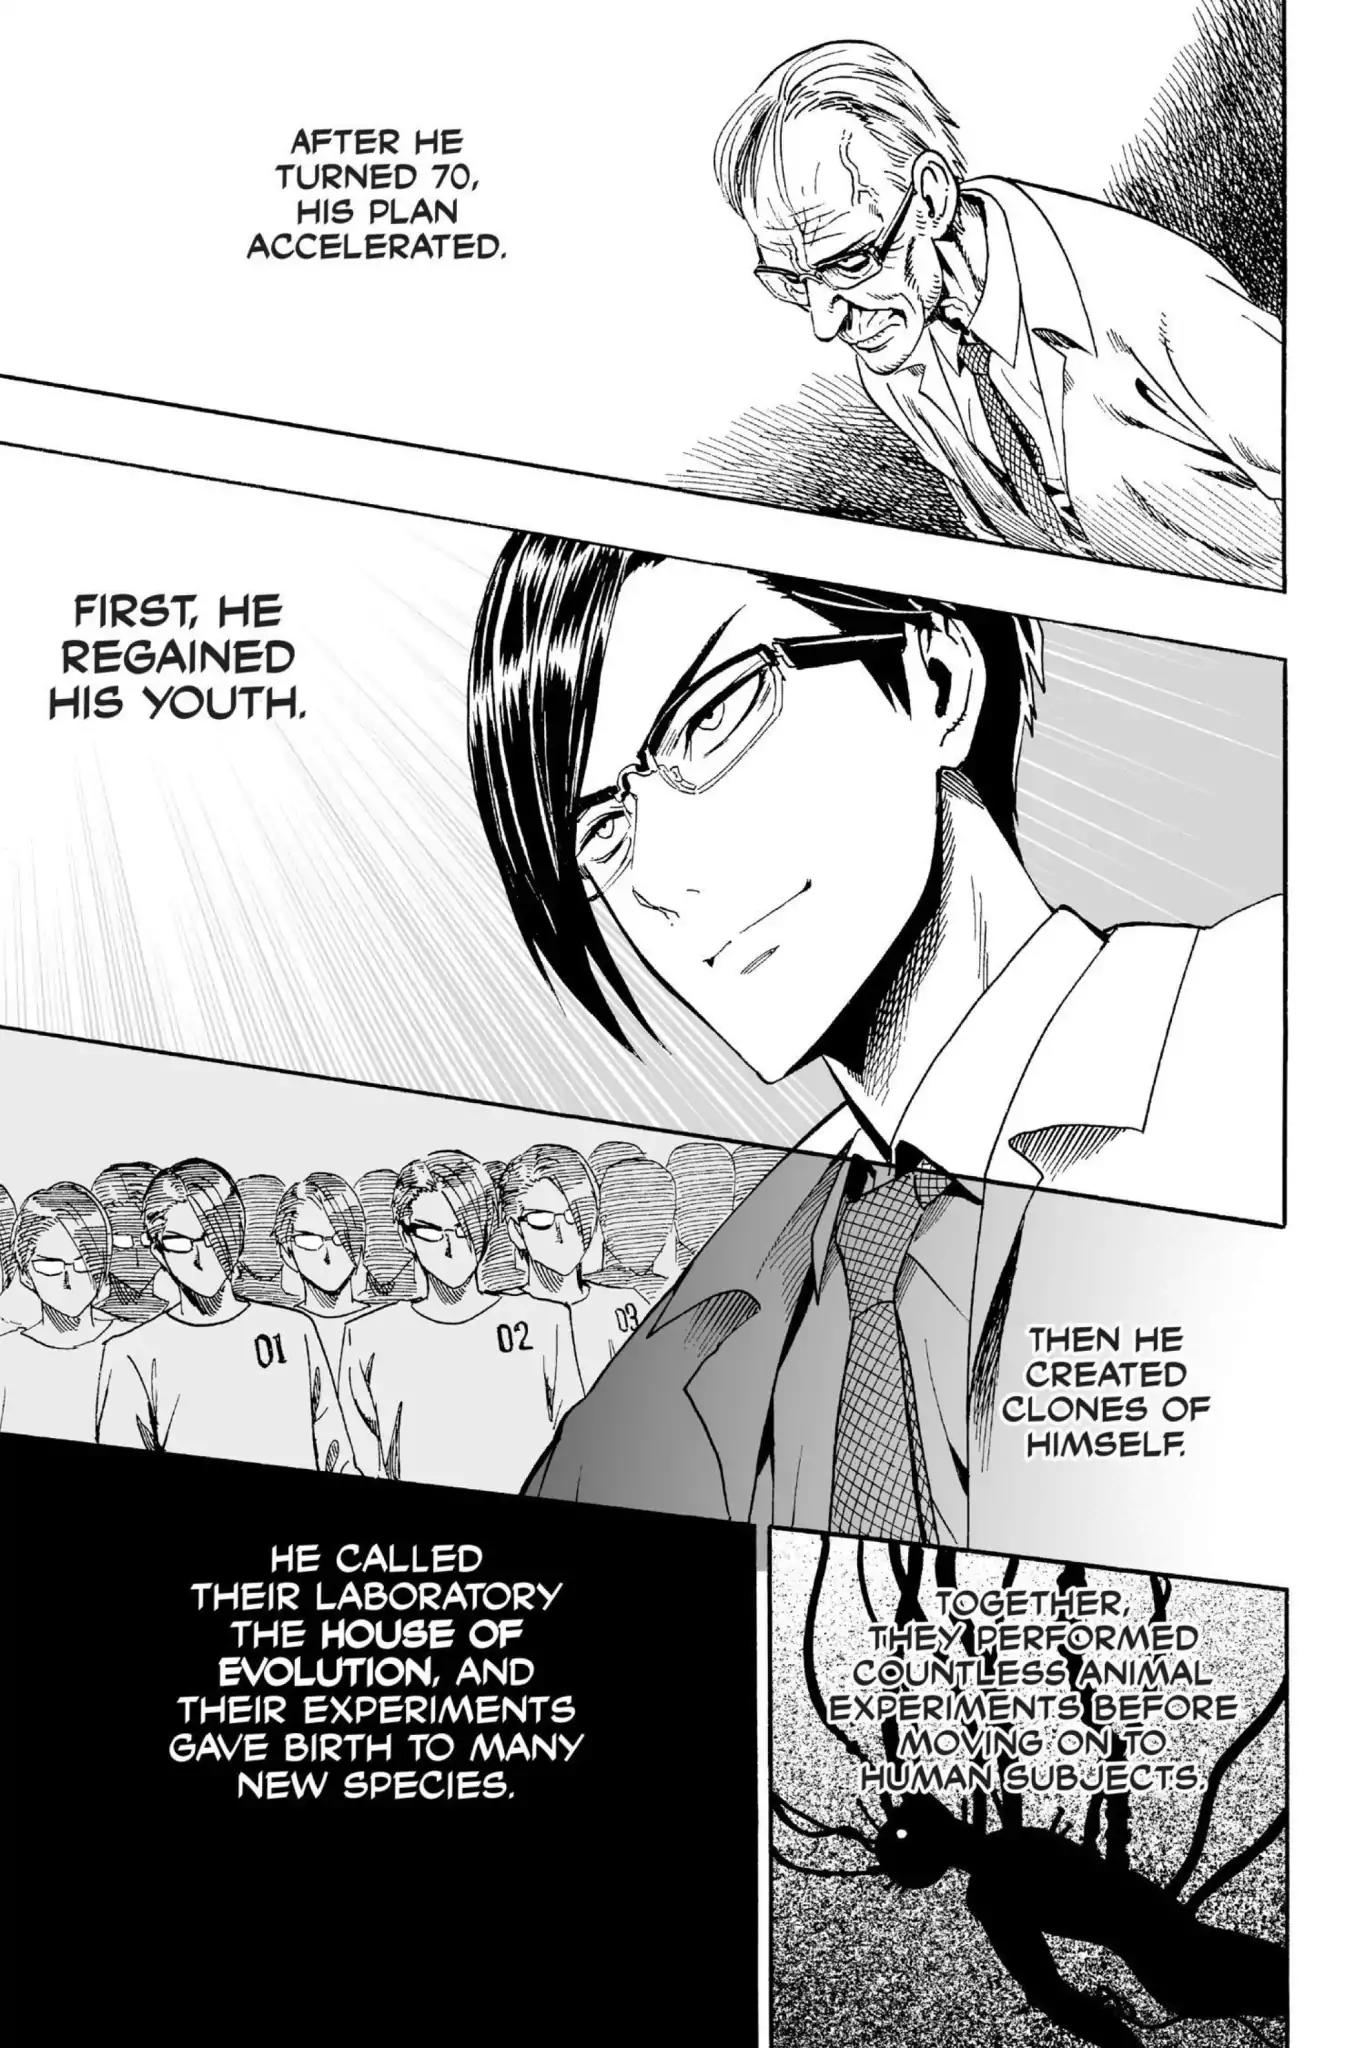 AFTER HE
TURNED 70,
HIS PLAN
ACCELERATED.
FIRST, HE
REGAINED
HIS YOUTH.
01
02
03
THEN HE
CREATED
CLONES OF
HIMSELF.
TOGETHER,
THEY PERFORMED
COUNTLESS ANIMAL
EXPERIMENTS BEFORE
MOVING ON TO
HUMAN SUBJECTS.
HE CALLED
THEIR LABORATORY
THE HOUSE OF
EVOLUTION, AND
THEIR EXPERIMENTS
GAVE BIRTH TO MANY
NEW SPECIES.